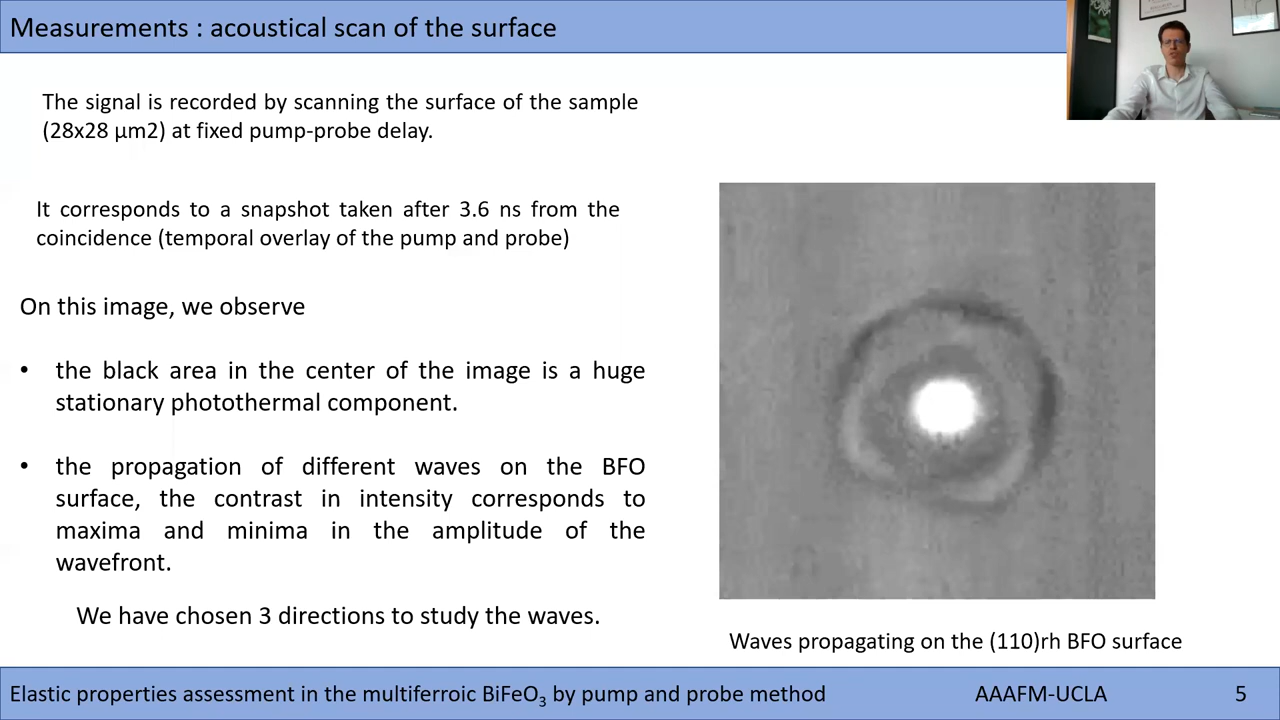 Measurements : acoustical scan of the surface
The signal is recorded by scanning the surface of the sample
(28x28 µm2) at fixed pump-probe delay.
It corresponds to a snapshot taken after 3.6 ns from the
coincidence (temporal overlay of the pump and probe)
On this image, we observe
• the black area in the center of the image is a huge
stationary photothermal component.
• the propagation of different waves on the BFO
surface, the contrast in intensity corresponds to
maxima and minima in the amplitude of the
wavefront.
We have chosen 3 directions to study the waves.
Waves propagating on the (110)rh BFO surface
Elastic properties assessment in the multiferroic BiFeO₃ by pump and probe method AAAFM-UCLA 5